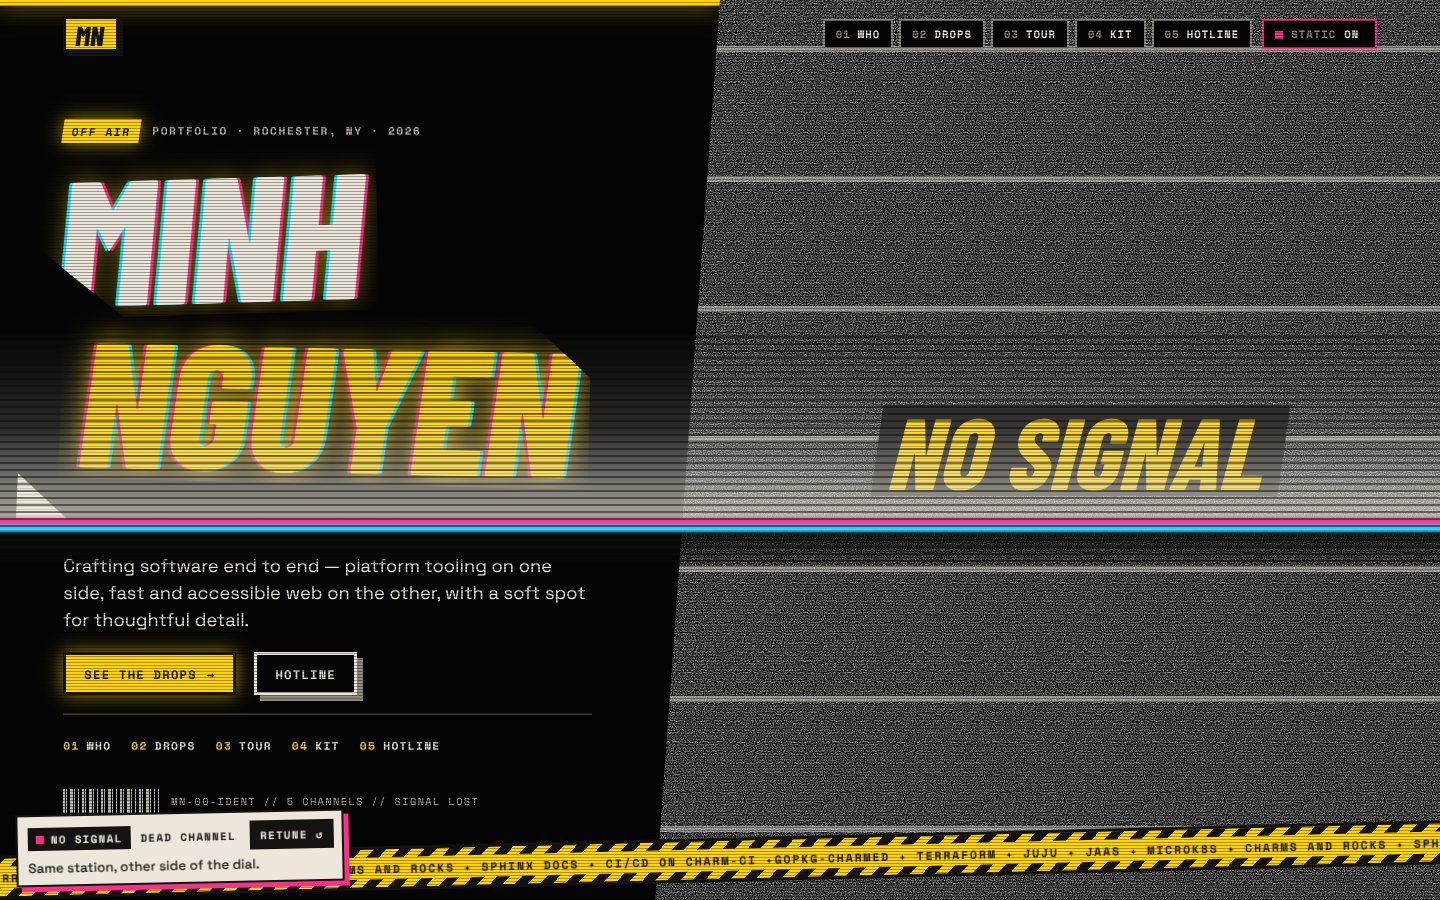 MN
01 WHO 02 DROPS 03 TOUR 04 KIT 05 HOTLINE STATIC ON
OFF AIR PORTFOLIO · ROCHESTER, NY · 2026
MINH
NGUYEN
NO SIGNAL
Crafting software end to end — platform tooling on one
side, fast and accessible web on the other, with a soft spot
for thoughtful detail.
SEE THE DROPS → HOTLINE
01 WHO 02 DROPS 03 TOUR 04 KIT 05 HOTLINE
MN-00-IDENT // 5 CHANNELS // SIGNAL LOST
NO SIGNAL DEAD CHANNEL RETUNE ↺
Same station, other side of the dial.
MS AND ROCKS ✦ SPHINX DOCS ✦ CI/CD ON CHARM-CI ✦GOPKG-CHARMED ✦ TERRAFORM ✦ JUJU ✦ JAAS ✦ MICROK8S ✦ CHARMS AND ROCKS ✦ SPH